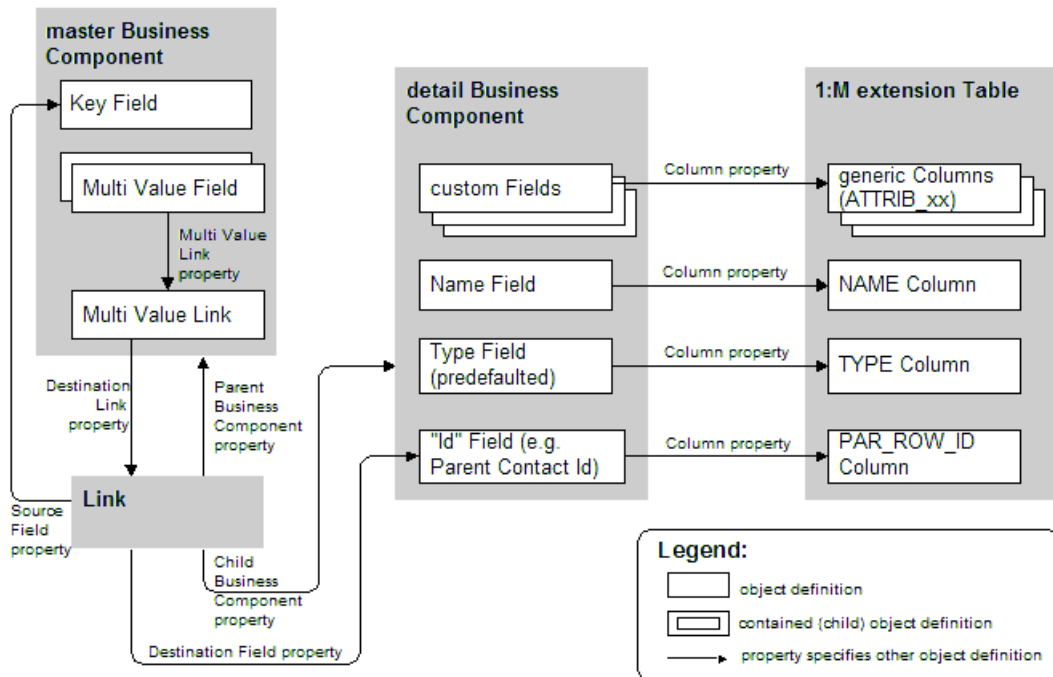 master Business
Component
Key Field
Multi Value Field
Multi Value
Link
property
Multi Value Link
Destination
Link
property
Parent
Business
Component
property
Link
Source
Field
property
Child
Business
Component
property
Destination Field property
detail Business
Component
custom Fields
Name Field
Type Field
(predefaulted)
"Id" Field (e.g.
Parent Contact Id)
Column property
Column property
Column property
Column property
1:M extension Table
generic Columns
(ATTRIB_xx)
NAME Column
TYPE Column
PAR_ROW_ID
Column
Legend:
object definition
contained (child) object definition
property specifies other object definition